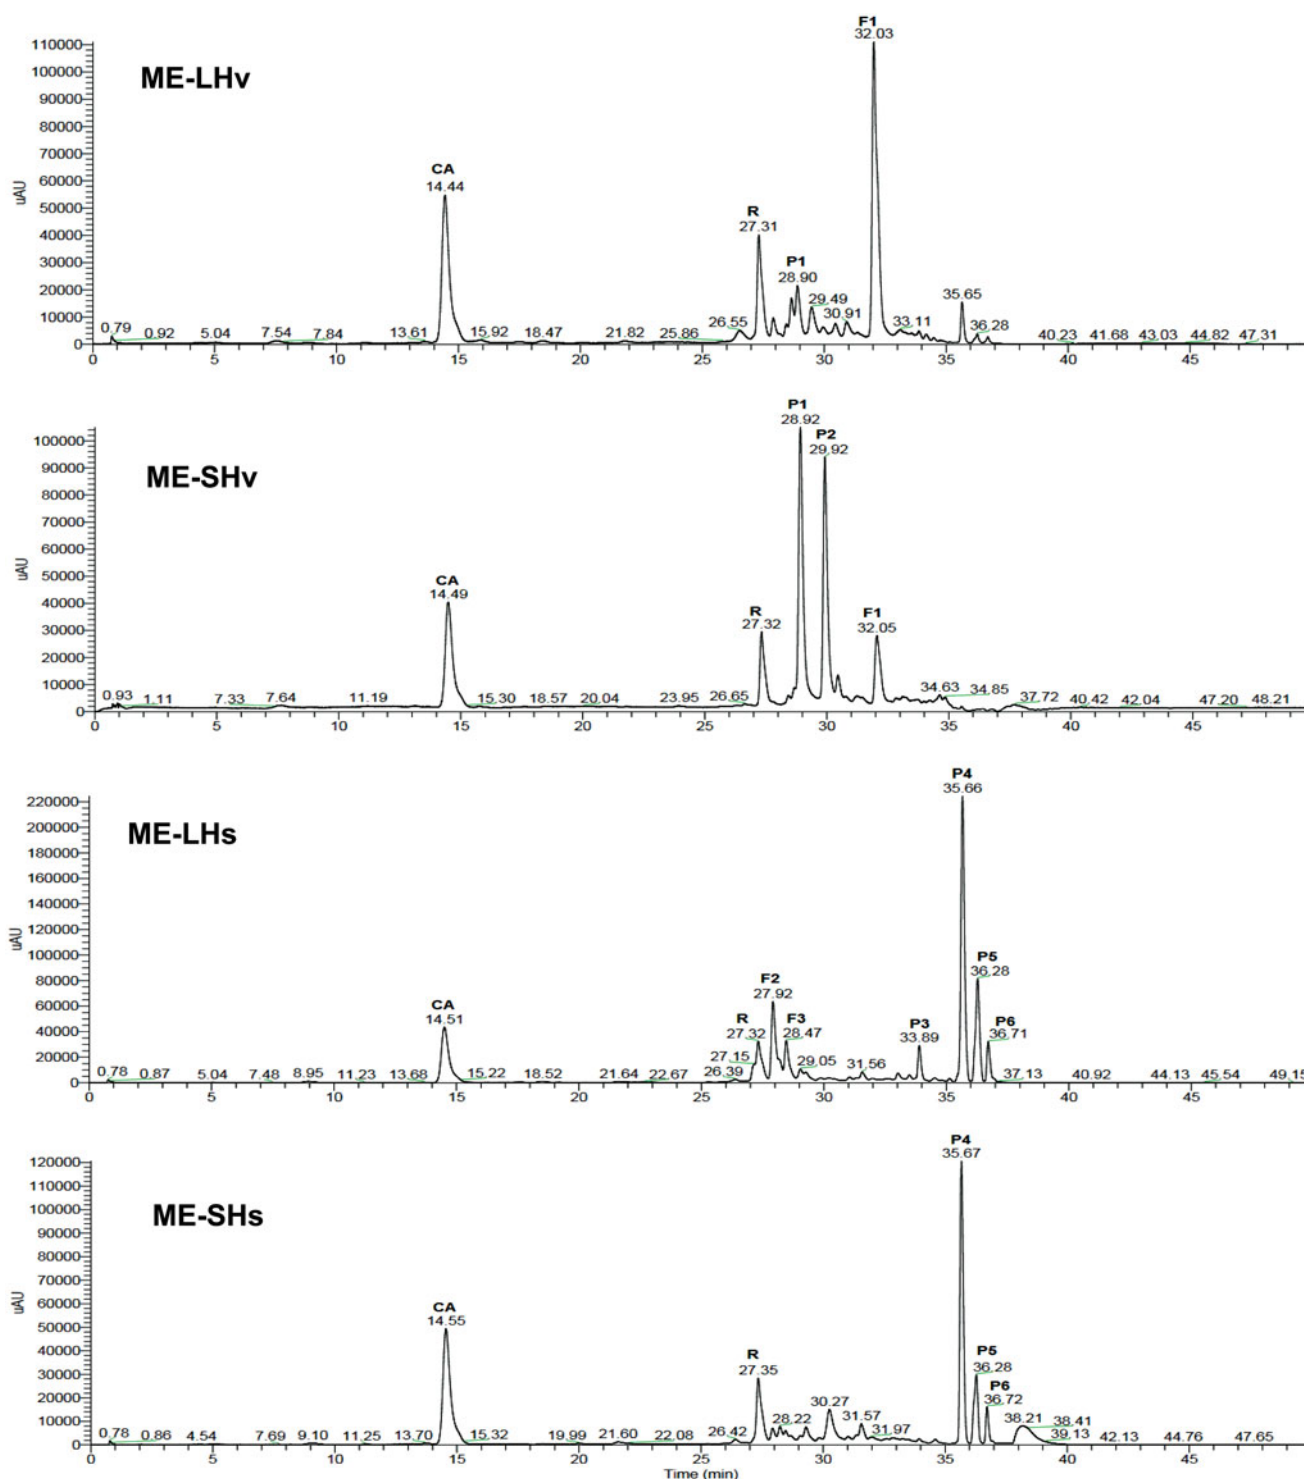 F1
32.03
110000
100000
90000
80000
70000
60000
50000
40000
30000
20000
10000
0
uAU
ME-LHv
CA
14.44
R
27.31
P1
28.90
29.49
30.91
33.11
35.65
36.28
0.79 0.92 5.04 7.54 7.84 13.61 15.92 18.47 21.82 25.86 26.55 40.23 41.68 43.03 44.82 47.31
0 5 10 15 20 25 30 35 40 45
P1
28.92
P2
29.92
100000
90000
80000
70000
60000
50000
40000
30000
20000
10000
0
uAU
ME-SHv
CA
14.49
R
27.32
F1
32.05
0.93 1.11 7.33 7.64 11.19 15.30 18.57 20.04 23.95 26.65 34.63 34.85 37.72 40.42 42.04 47.20 48.21
0 5 10 15 20 25 30 35 40 45
P4
35.66
220000
200000
180000
160000
140000
120000
100000
80000
60000
40000
20000
0
uAU
ME-LHs
CA
14.51
R
27.32
27.15
F2
27.92
F3
28.47
29.05
31.56
P3
33.89
P5
36.28
P6
36.71
0.78 0.87 5.04 7.48 8.95 11.23 13.68 15.22 18.52 21.64 22.67 26.39 37.13 40.92 44.13 45.54 49.15
0 5 10 15 20 25 30 35 40 45
P4
35.67
120000
110000
100000
90000
80000
70000
60000
50000
40000
30000
20000
10000
0
uAU
ME-SHs
CA
14.55
R
27.35
28.22
30.27
31.57
31.97
P5
36.28
P6
36.72
38.21 38.41
39.13
0.78 0.86 4.54 7.69 9.10 11.25 13.70 15.32 19.99 21.60 22.08 26.42 42.13 44.76 47.65
0 5 10 15 20 25 30 35 40 45
Time (min)